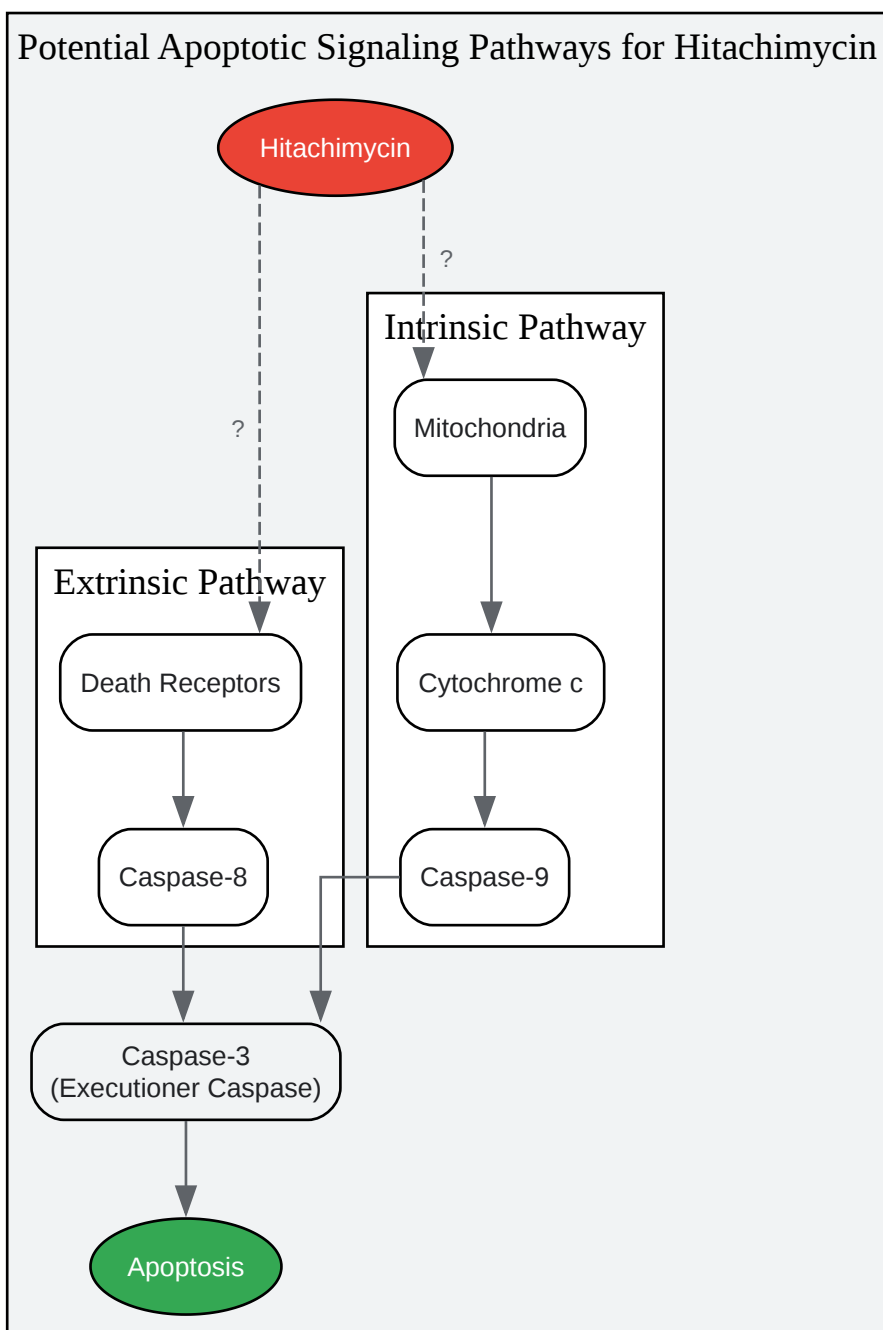 Potential Apoptotic Signaling Pathways for Hitachimycin
Hitachimycin
?
Intrinsic Pathway
Mitochondria
?
Extrinsic Pathway
Death Receptors
Cytochrome c
Caspase-8
Caspase-9
Caspase-3
(Executioner Caspase)
Apoptosis